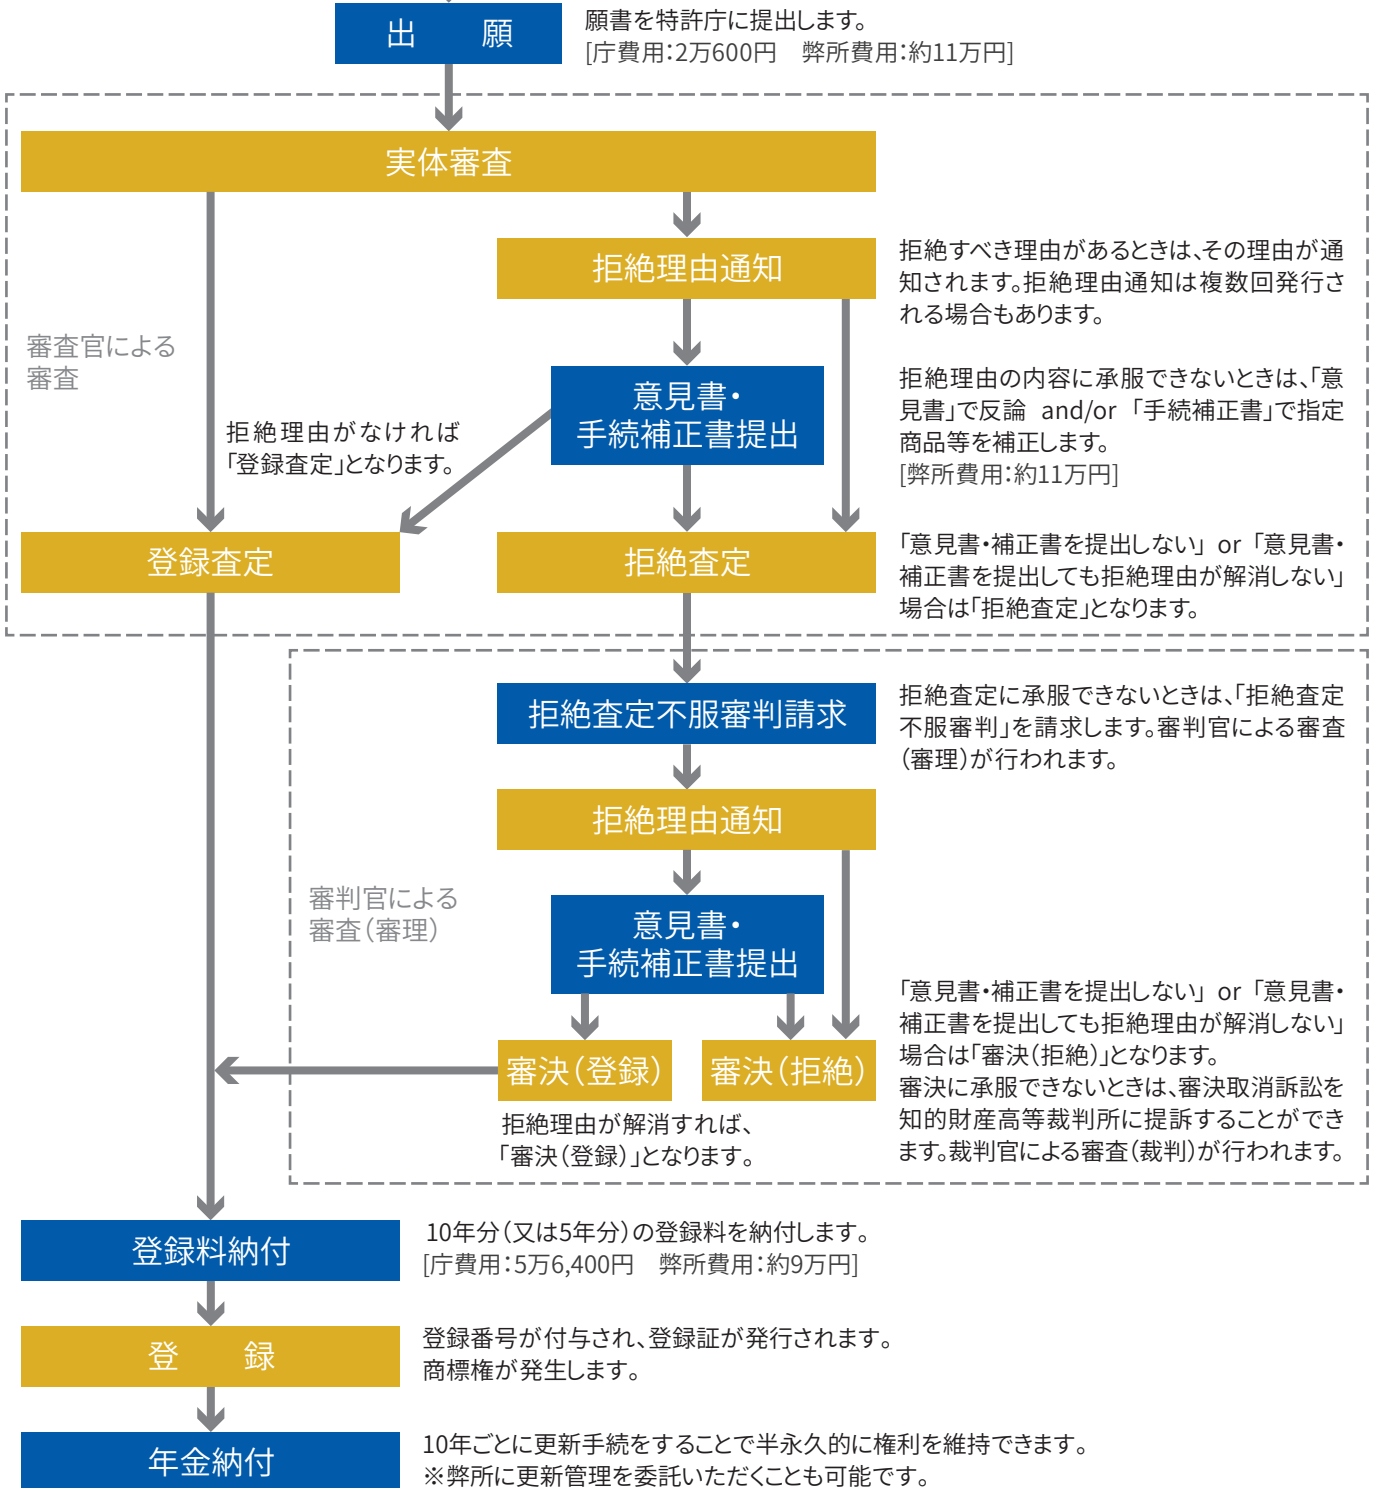 出　願
願書を特許庁に提出します。
[庁費用：2万600円　弊所費用：約11万円]
実体審査
拒絶理由通知
拒絶すべき理由があるときは、その理由が通
知されます。拒絶理由通知は複数回発行さ
れる場合もあります。
審査官による
審査
意見書・
手続補正書提出
拒絶理由の内容に承服できないときは、「意
見書」で反論 and/or 「手続補正書」で指定
商品等を補正します。
[弊所費用：約11万円]
拒絶理由がなければ
「登録査定」となります。
登録査定
拒絶査定
「意見書・補正書を提出しない」 or 「意見書・
補正書を提出しても拒絶理由が解消しない」
場合は「拒絶査定」となります。
拒絶査定不服審判請求
拒絶査定に承服できないときは、「拒絶査定
不服審判」を請求します。審判官による審査
（審理）が行われます。
拒絶理由通知
審判官による
審査（審理）
意見書・
手続補正書提出
審決（登録）
審決（拒絶）
「意見書・補正書を提出しない」 or 「意見書・
補正書を提出しても拒絶理由が解消しない」
場合は「審決（拒絶）」となります。
審決に承服できないときは、審決取消訴訟を
知的財産高等裁判所に提訴することができ
ます。裁判官による審査（裁判）が行われます。
拒絶理由が解消すれば、
「審決（登録）」となります。
登録料納付
10年分（又は5年分）の登録料を納付します。
[庁費用：5万6,400円　弊所費用：約9万円]
登　録
登録番号が付与され、登録証が発行されます。
商標権が発生します。
年金納付
10年ごとに更新手続をすることで半永久的に権利を維持できます。
※弊所に更新管理を委託いただくことも可能です。